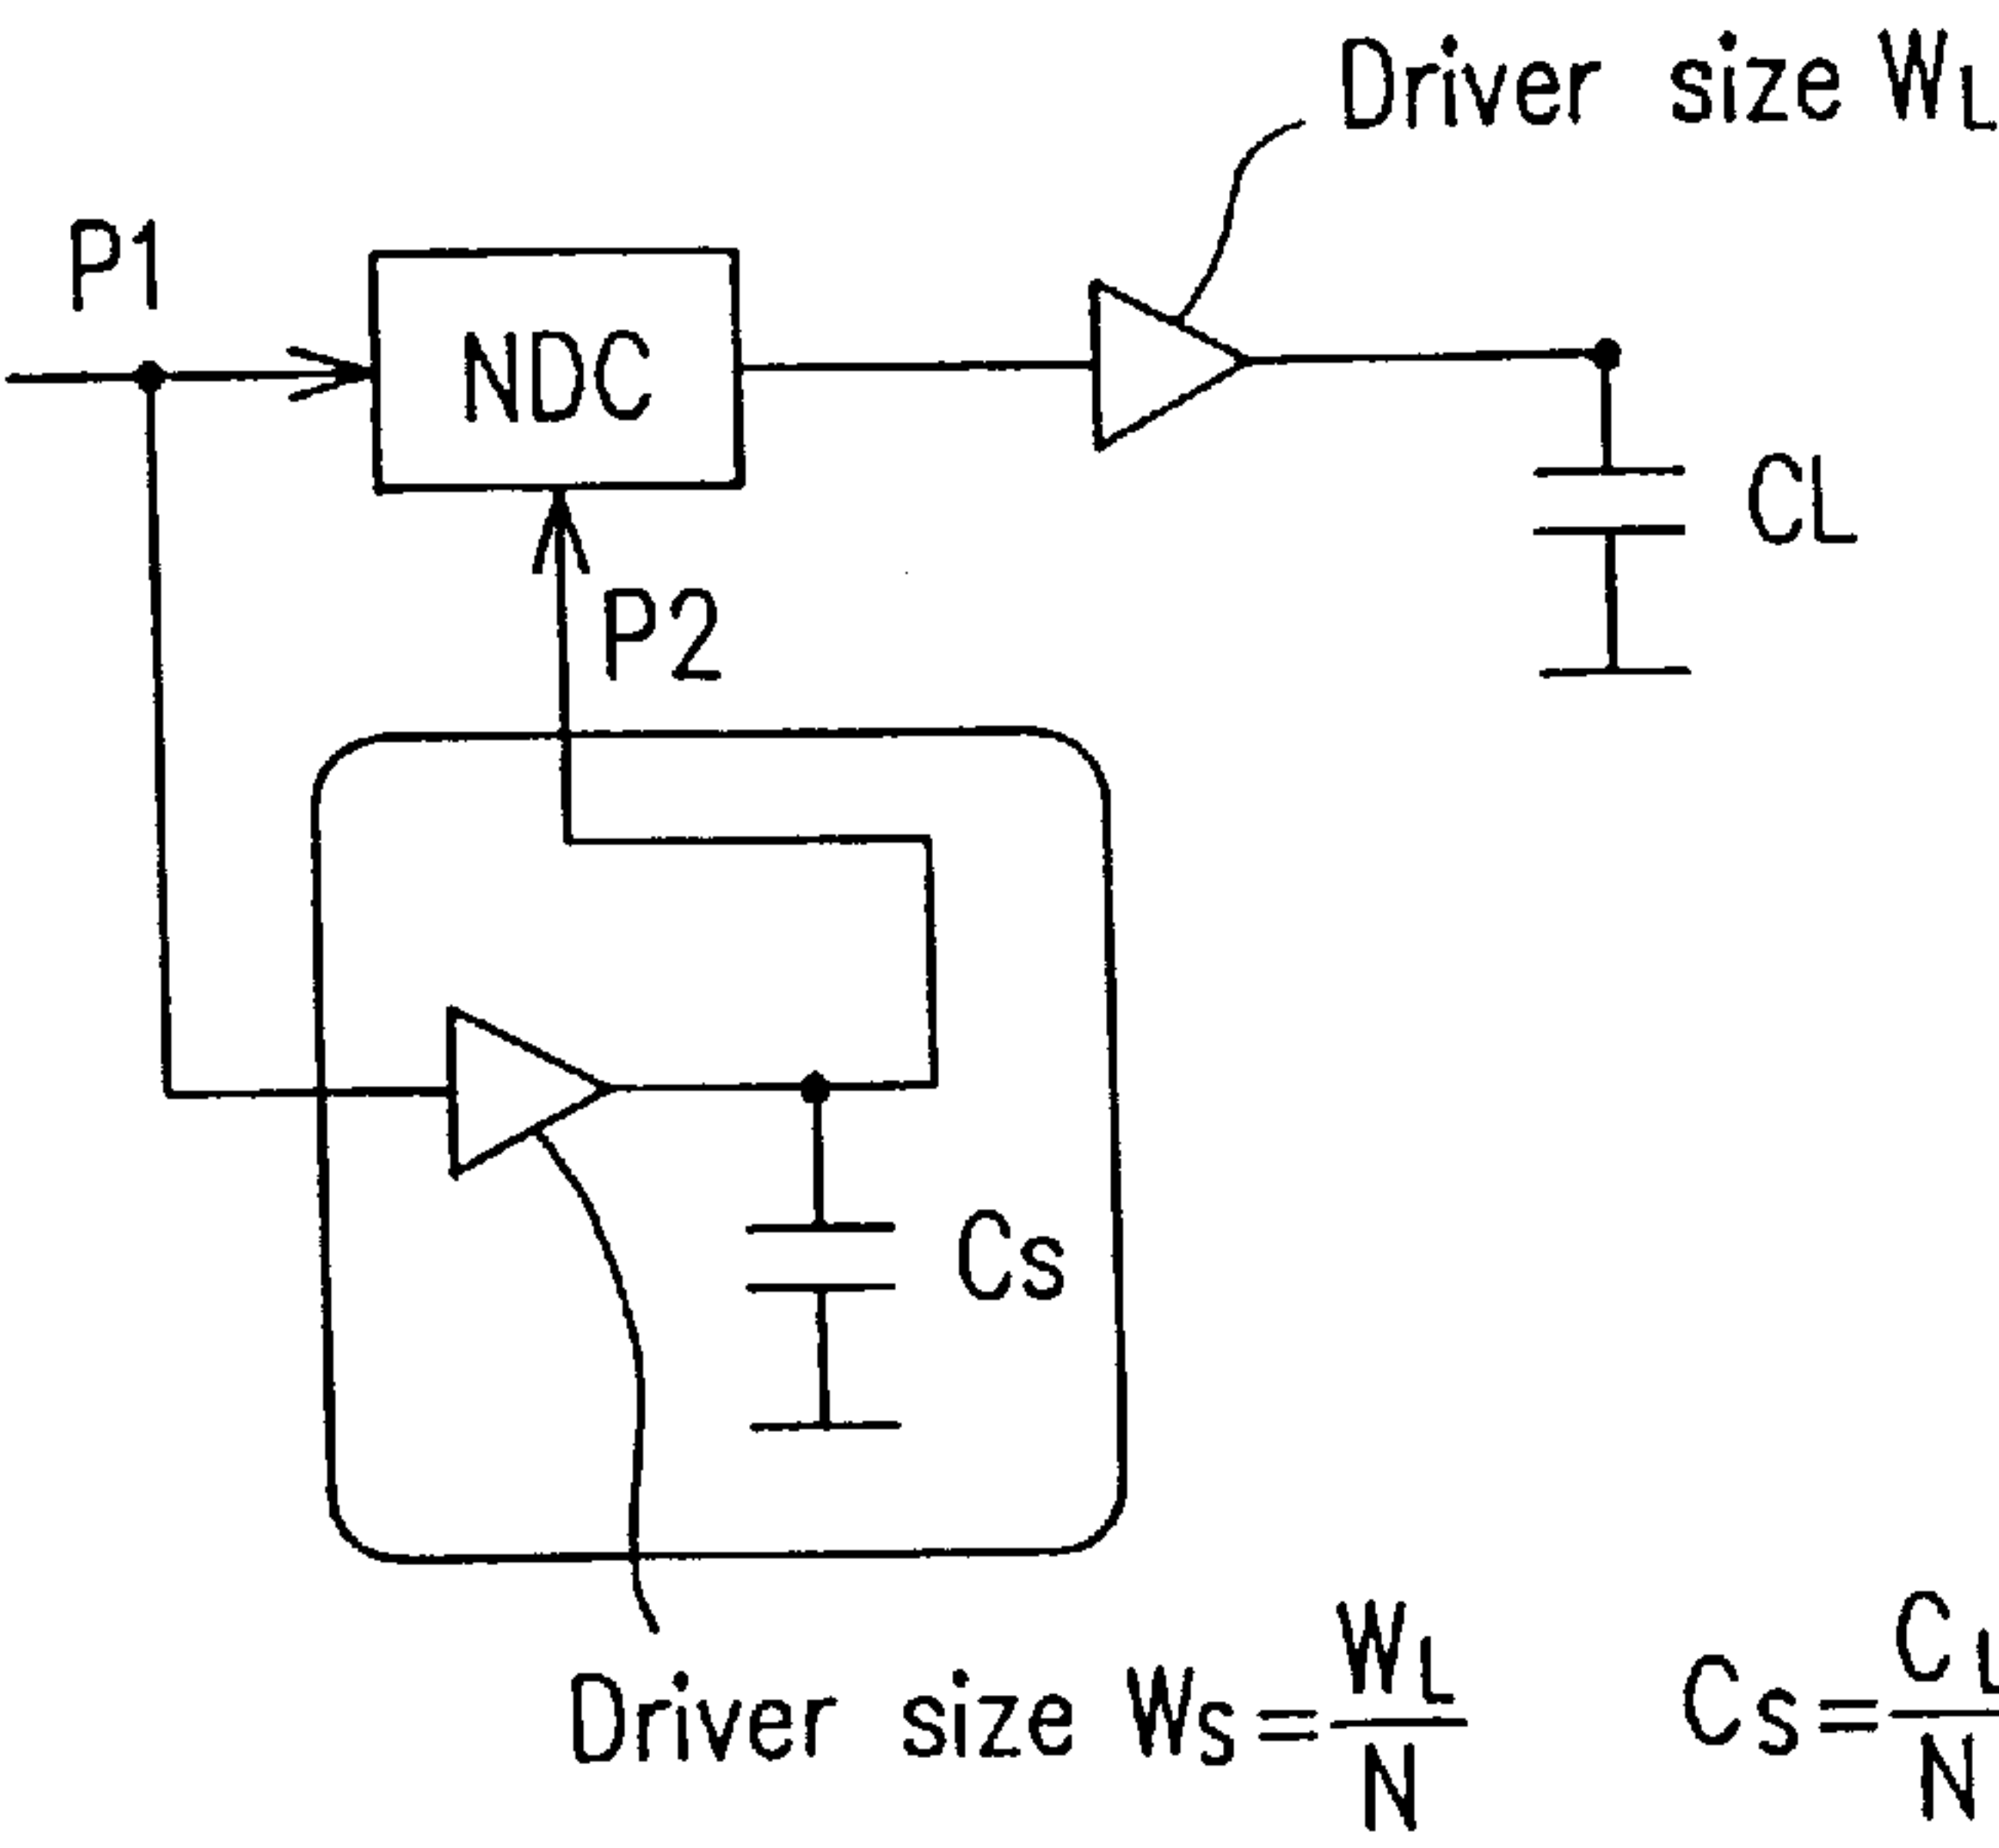 Driver size WL
P1
NDC
CL
P2
Cs
Driver size Ws=WL/N Cs=CL/N